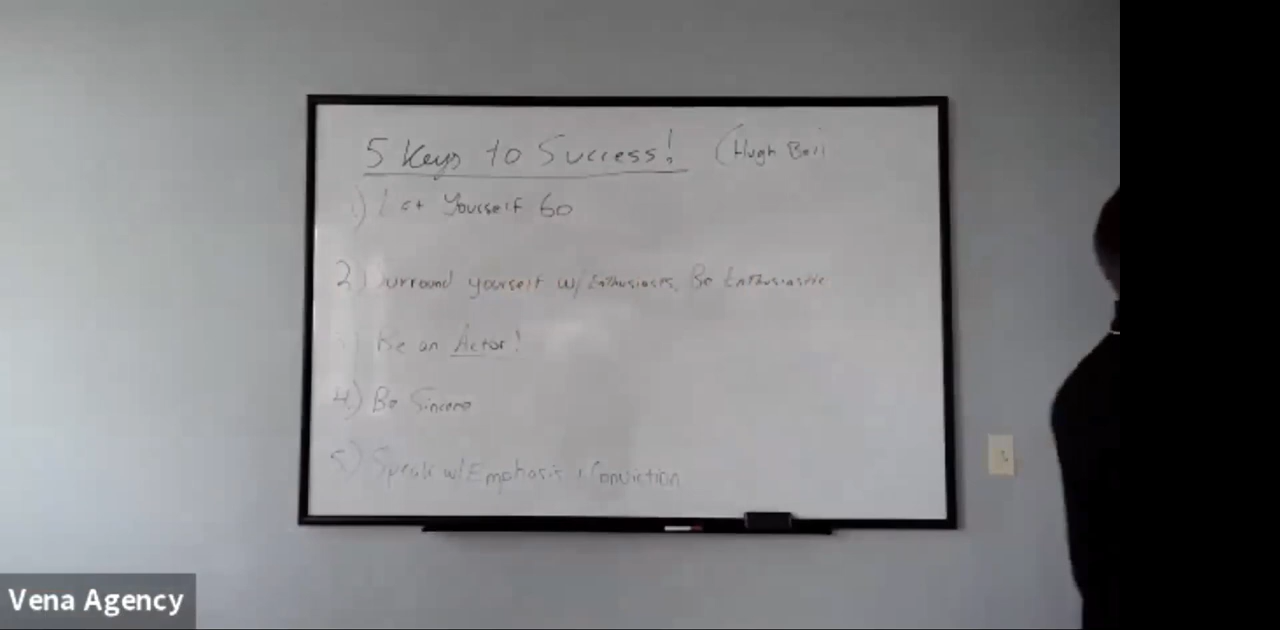 5 Keys to Success! (Hugh Bell
1) Let Yourself Go
2) Surround yourself w/ Enthusiasts, Be Enthusiastic
3) Be an Actor!
4) Be Sincere
5) Speak w/ Emphasis + Conviction
Vena Agency